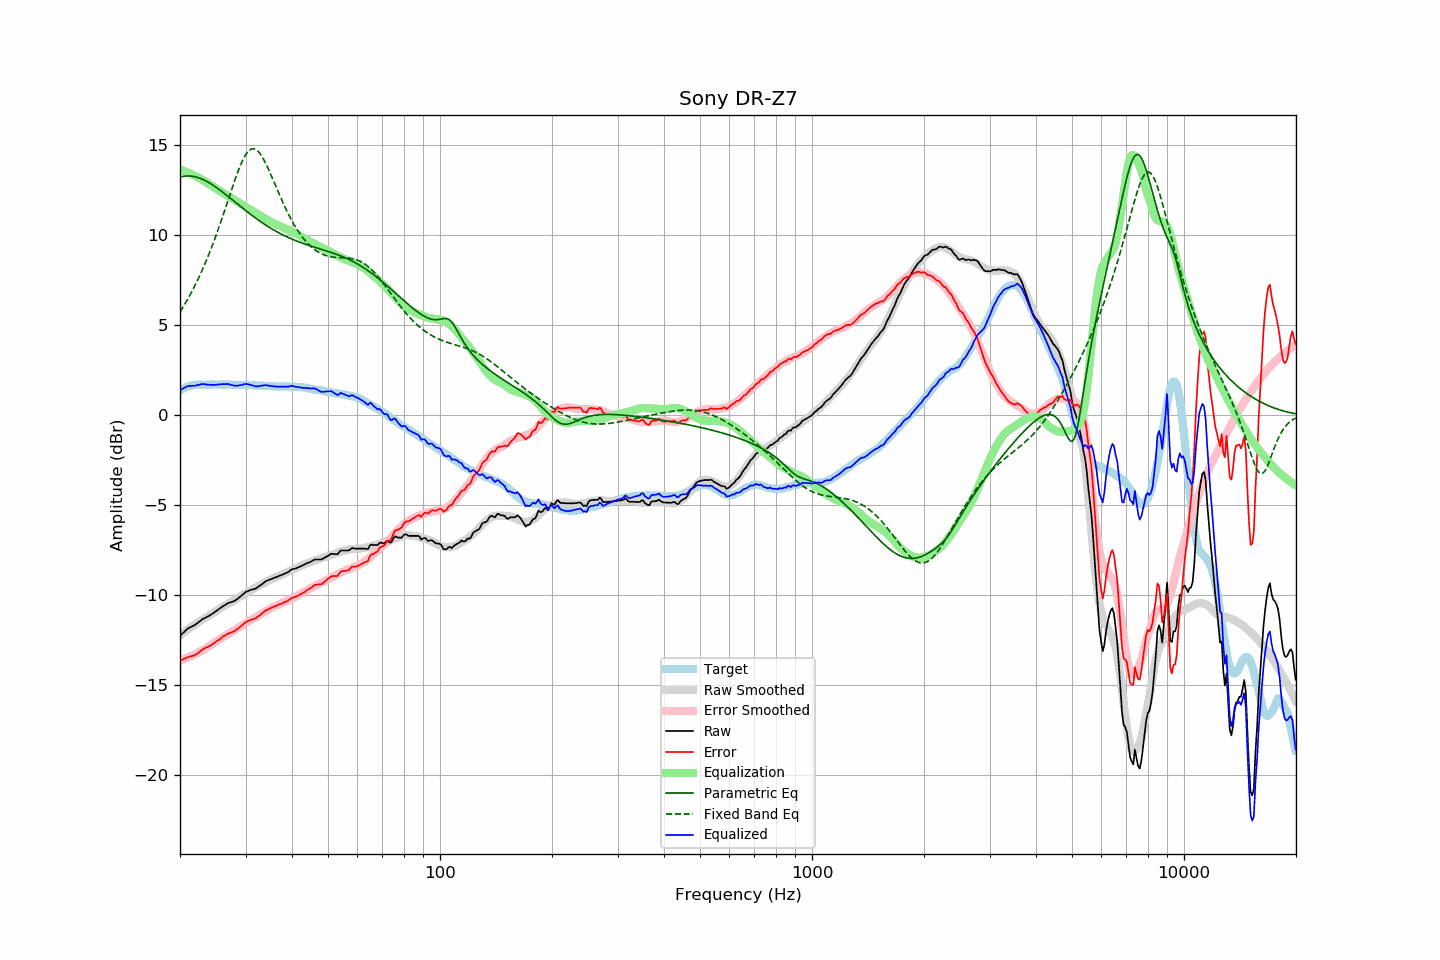 Sony DR-Z7
Amplitude (dBr)
15
10
5
0
−5
−10
−15
−20
Target
Raw Smoothed
Error Smoothed
Raw
Error
Equalization
Parametric Eq
Fixed Band Eq
Equalized
100 1000 10000
Frequency (Hz)